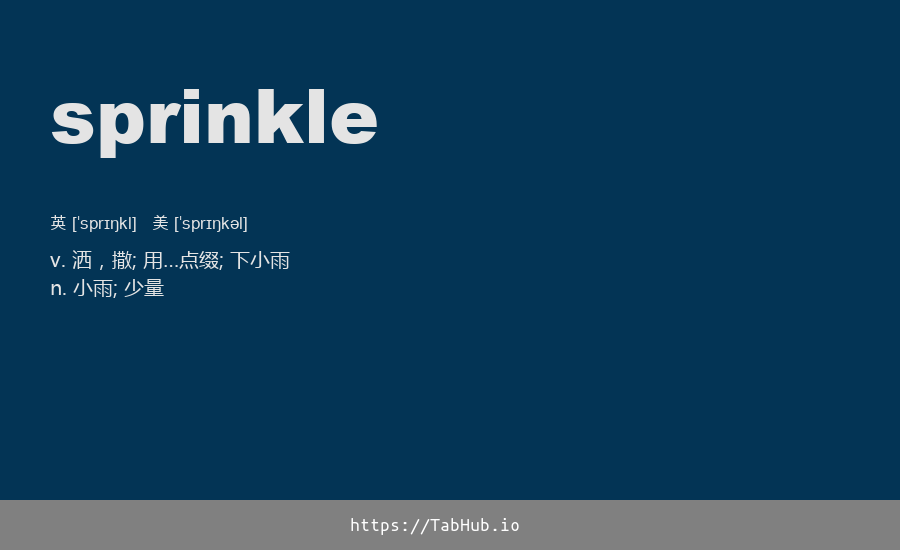 sprinkle
英 [ˈsprɪŋkl] 美 [ˈsprɪŋkəl]
v. 洒，撒; 用...点缀; 下小雨
n. 小雨; 少量
https://TabHub.io